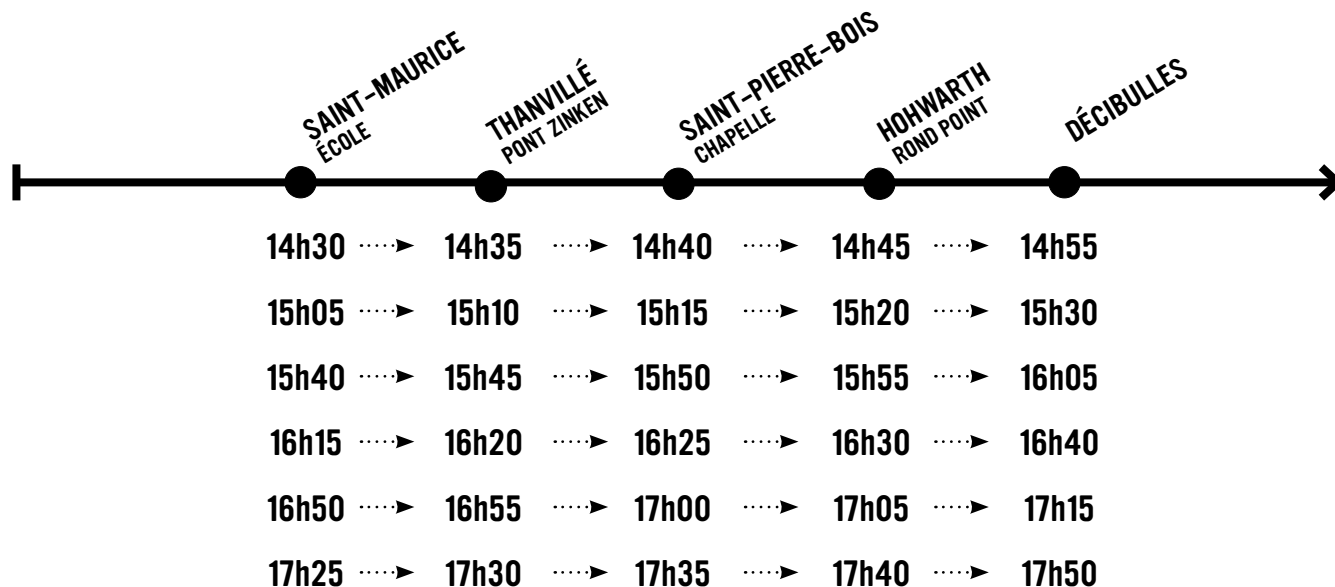 SAINT-MAURICE
ÉCOLE
THANVILLÉ
PONT ZINKEN
SAINT-PIERRE-BOIS
CHAPELLE
HOHWARTH
ROND POINT
DÉCIBULLES
14h30 14h35 14h40 14h45 14h55
15h05 15h10 15h15 15h20 15h30
15h40 15h45 15h50 15h55 16h05
16h15 16h20 16h25 16h30 16h40
16h50 16h55 17h00 17h05 17h15
17h25 17h30 17h35 17h40 17h50